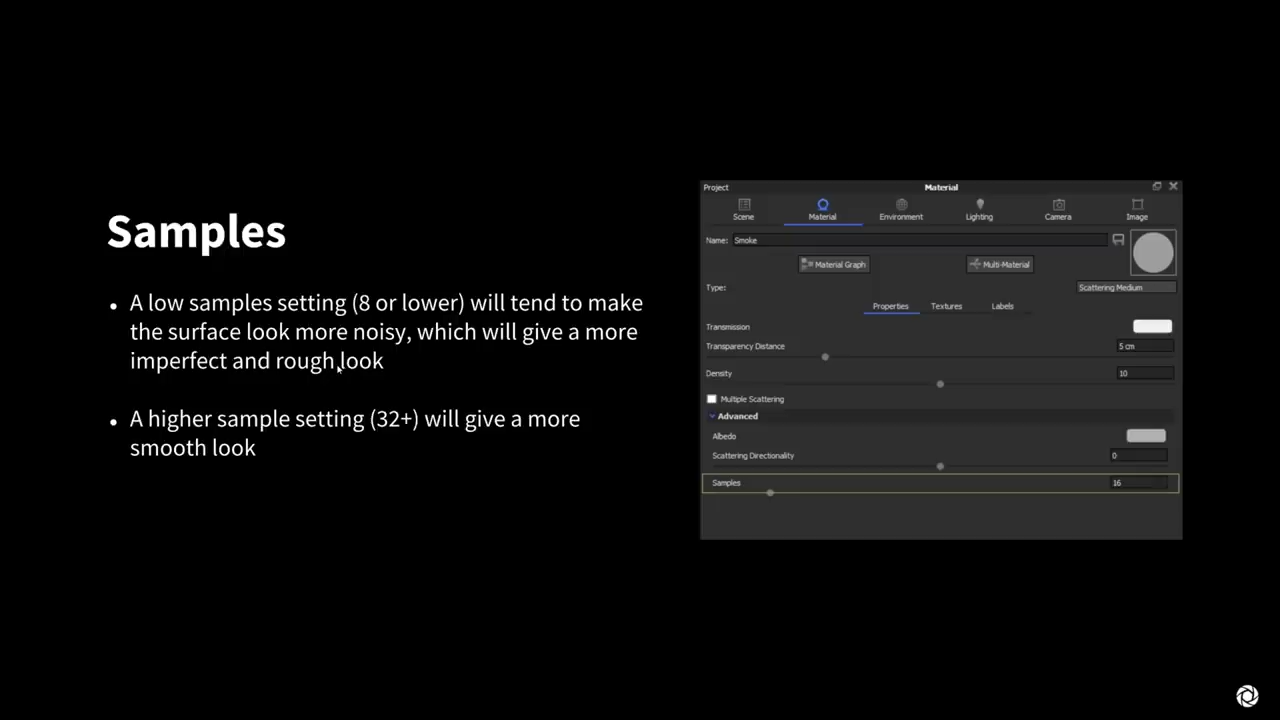 Samples
• A low samples setting (8 or lower) will tend to make
the surface look more noisy, which will give a more
imperfect and rough look
• A higher sample setting (32+) will give a more
smooth look
Project
Material
Scene
Material
Environment
Lighting
Camera
Image
Name: Smoke
Material Graph
Multi-Material
Type: Scattering Medium
Properties
Textures
Labels
Transmission
Transparency Distance 5 cm
Density 10
Multiple Scattering
Advanced
Albedo
Scattering Directionality 0
Samples 16